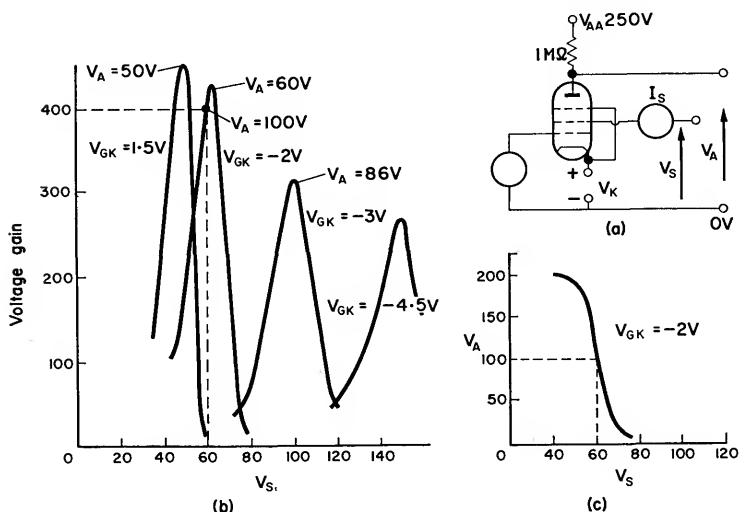 V_A = 50V
V_A = 60V
V_A = 100V
V_GK = 1·5V
V_GK = -2V
V_A = 86V
V_GK = -3V
V_GK = -4·5V
Voltage gain
400
300
200
100
0 20 40 60 80 100 120 140
V_S,
(b)
V_AA 250V
1MΩ
I_S
V_S
V_A
+
V_K
−
0V
(a)
200
150
V_GK = -2V
V_A 100
50
0 40 60 80 120
V_S
(c)